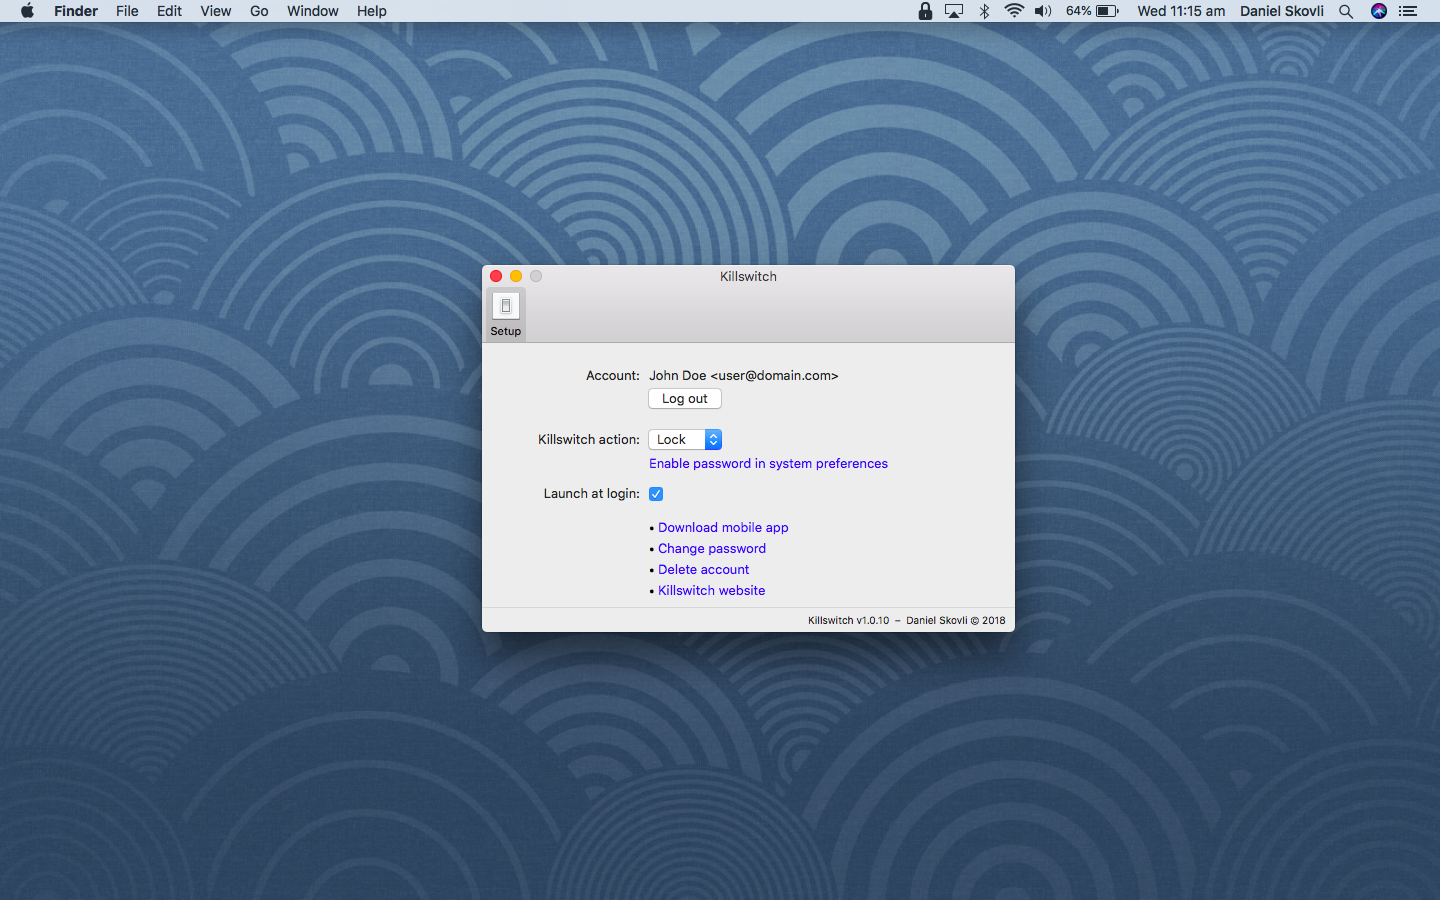 Finder File Edit View Go Window Help 64% Wed 11:15 am Daniel Skovli
Killswitch
Setup
Account: John Doe <user@domain.com>
Log out
Killswitch action: Lock
Enable password in system preferences
Launch at login:
• Download mobile app
• Change password
• Delete account
• Killswitch website
Killswitch v1.0.10 – Daniel Skovli © 2018